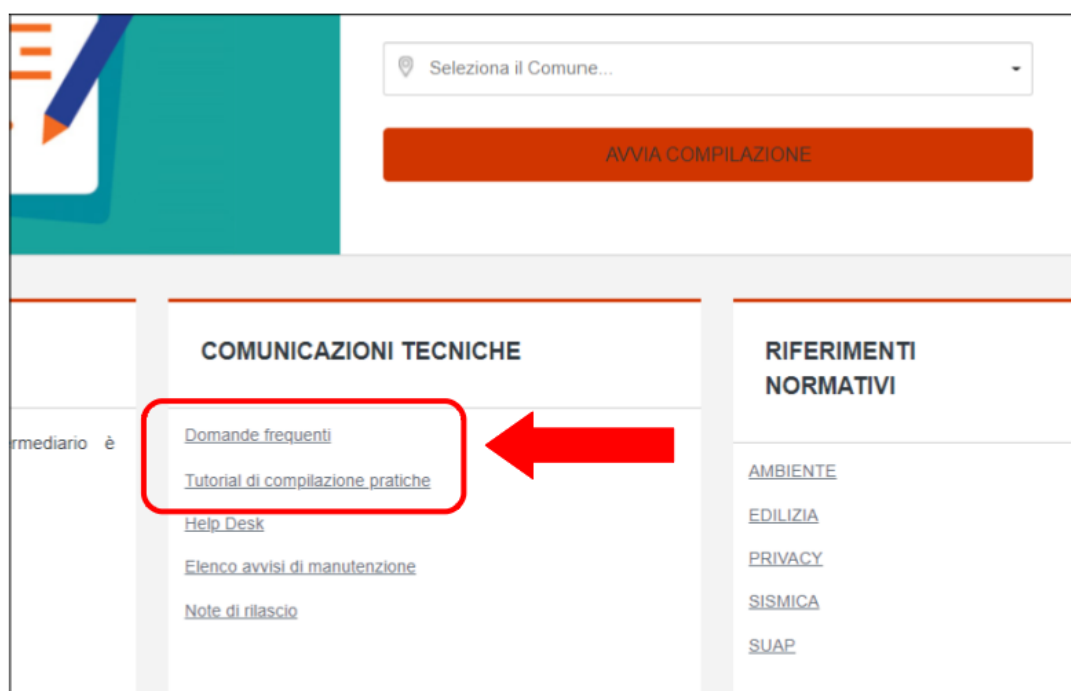 Seleziona il Comune...
AVVIA COMPILAZIONE
rmediario è
COMUNICAZIONI TECNICHE
Domande frequenti
Tutorial di compilazione pratiche
Help Desk
Elenco avvisi di manutenzione
Note di rilascio
RIFERIMENTI
NORMATIVI
AMBIENTE
EDILIZIA
PRIVACY
SISMICA
SUAP